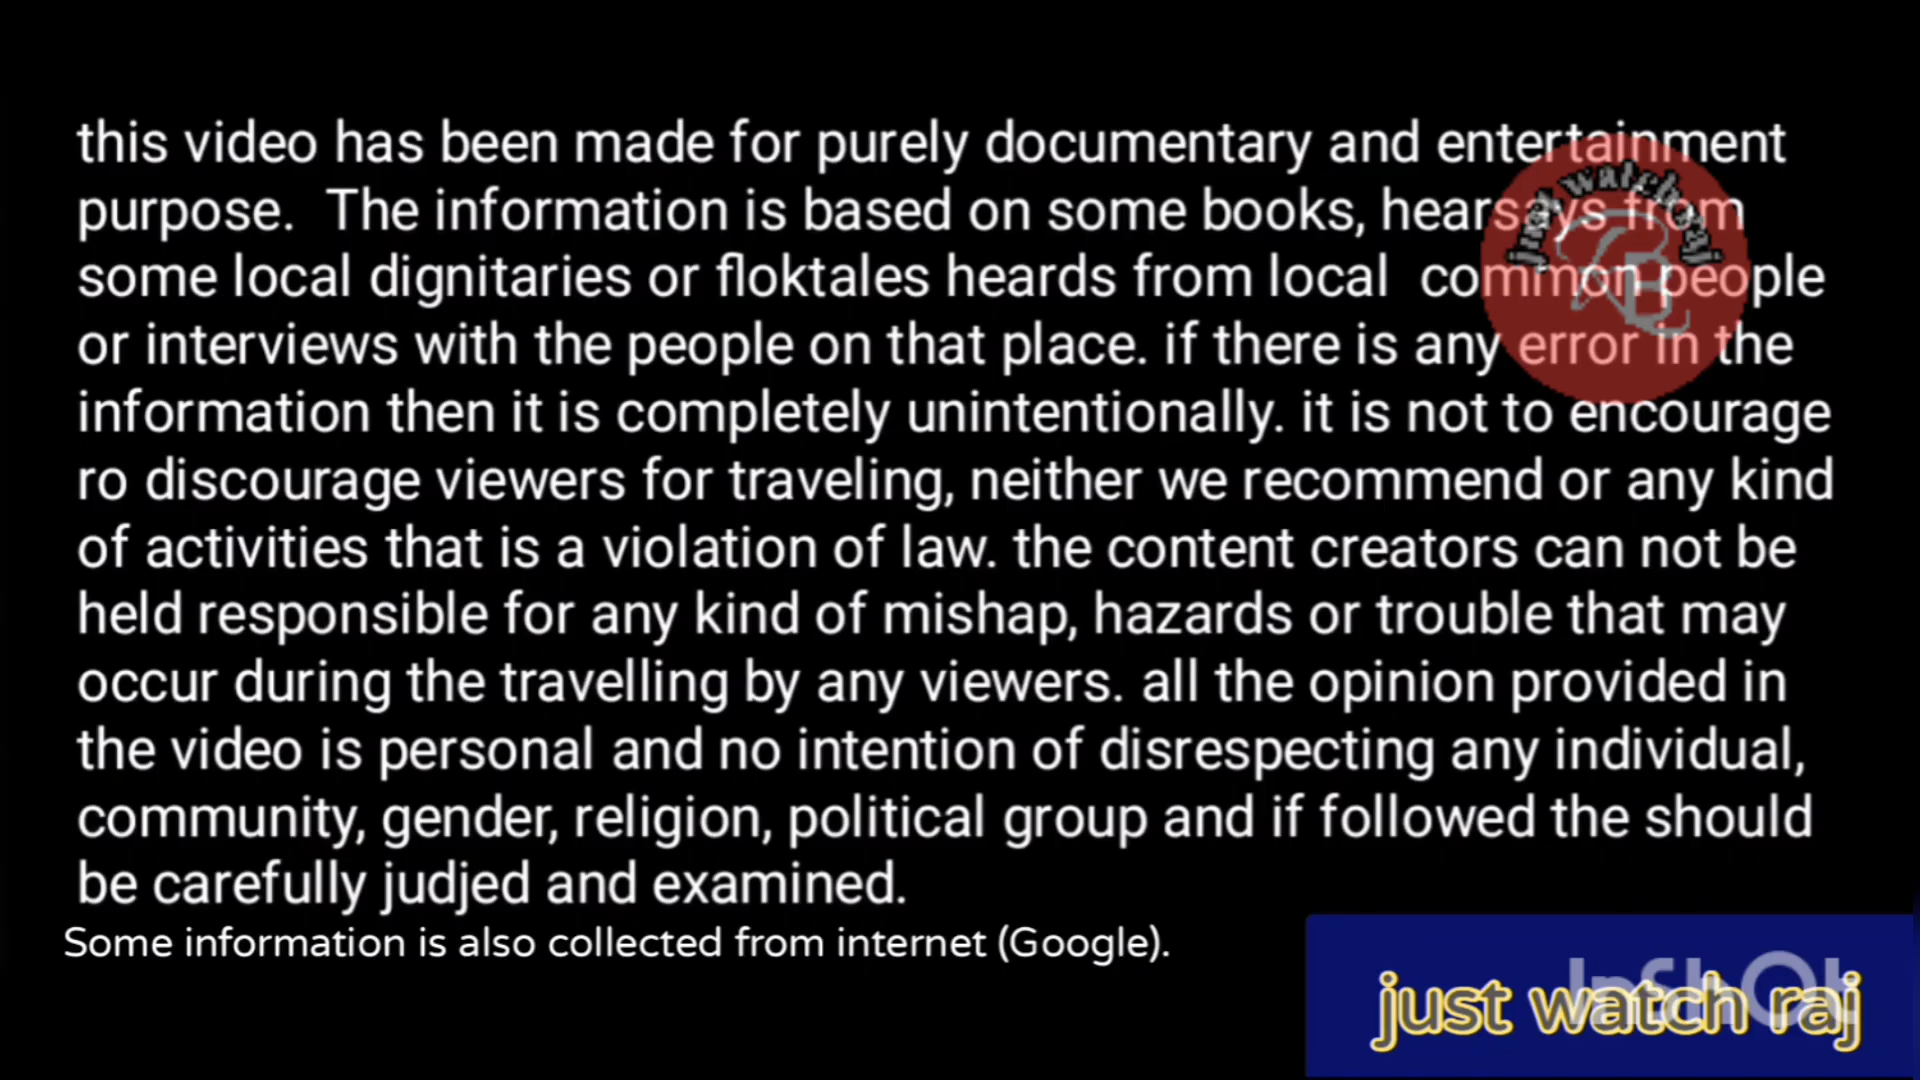 this video has been made for purely documentary and entertainment
purpose.  The information is based on some books, hearsays from
some local dignitaries or floktales heards from local  common people
or interviews with the people on that place. if there is any error in the
information then it is completely unintentionally. it is not to encourage
ro discourage viewers for traveling, neither we recommend or any kind
of activities that is a violation of law. the content creators can not be
held responsible for any kind of mishap, hazards or trouble that may
occur during the travelling by any viewers. all the opinion provided in
the video is personal and no intention of disrespecting any individual,
community, gender, religion, political group and if followed the should
be carefully judjed and examined.
Some information is also collected from internet (Google).
just watch raj
InShot
just watch raj